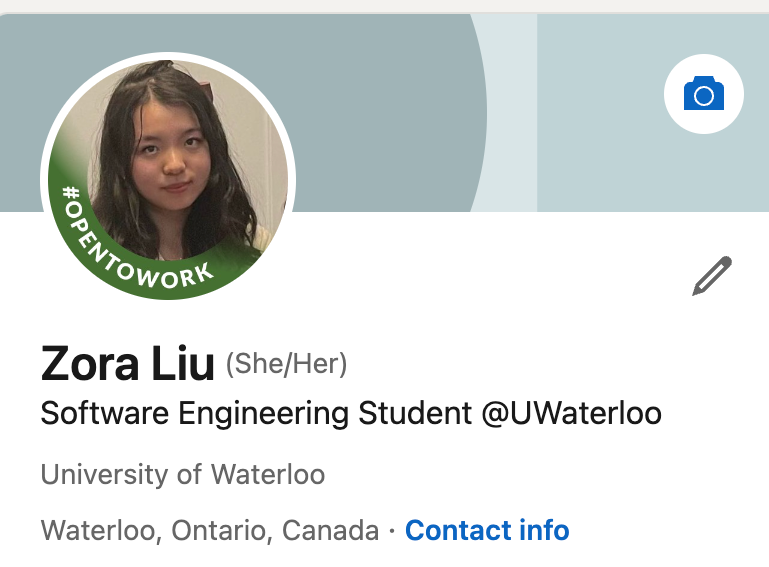 #OPENTOWORK
Zora Liu (She/Her)
Software Engineering Student @UWaterloo
University of Waterloo
Waterloo, Ontario, Canada · Contact info